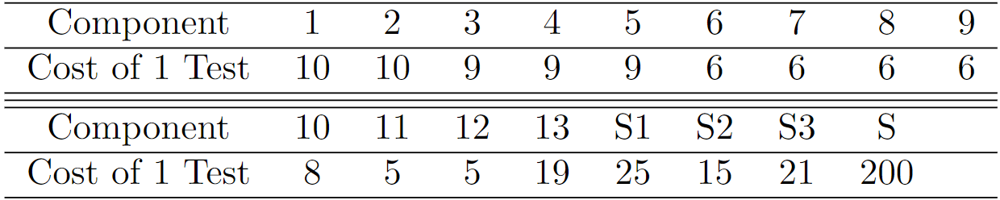 Component 1 2 3 4 5 6 7 8 9
Cost of 1 Test 10 10 9 9 9 6 6 6 6
Component 10 11 12 13 S1 S2 S3 S
Cost of 1 Test 8 5 5 19 25 15 21 200